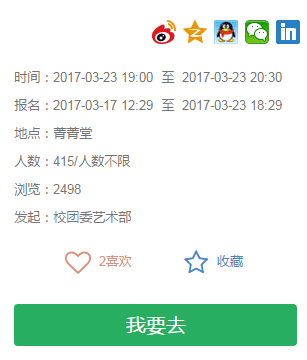 in
时间：2017-03-23 19:00 至 2017-03-23 20:30
报名：2017-03-17 12:29 至 2017-03-23 18:29
地点：菁菁堂
人数：415/人数不限
浏览：2498
发起：校团委艺术部
2喜欢 收藏
我要去